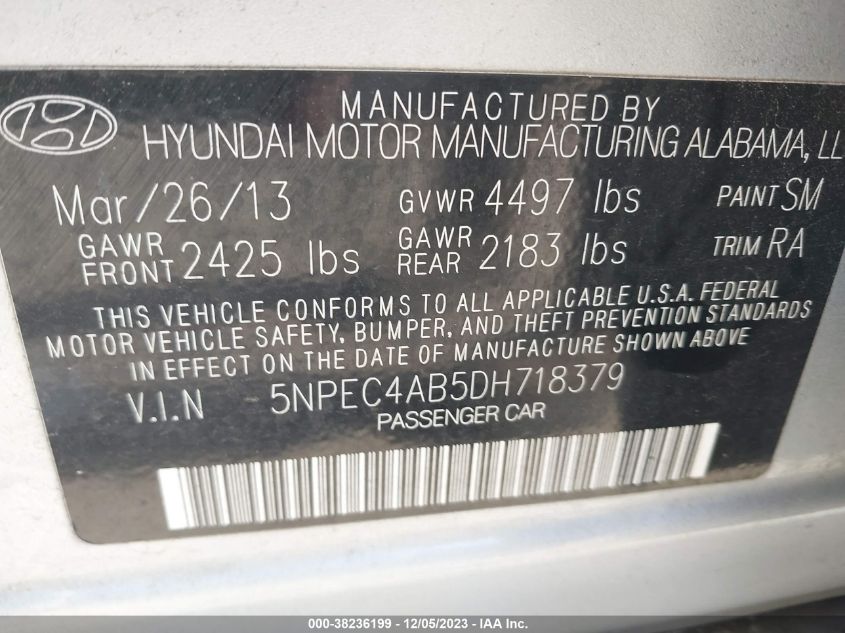 MANUFACTURED BY
HYUNDAI MOTOR MANUFACTURING ALABAMA, LL
Mar/26/13 GVWR 4497 lbs PAINT SM
GAWR FRONT 2425 lbs GAWR REAR 2183 lbs TRIM RA
THIS VEHICLE CONFORMS TO ALL APPLICABLE U.S.A. FEDERAL
MOTOR VEHICLE SAFETY, BUMPER, AND THEFT PREVENTION STANDARDS
IN EFFECT ON THE DATE OF MANUFACTURE SHOWN ABOVE
V.I.N 5NPEC4AB5DH718379
PASSENGER CAR
000-38236199 - 12/05/2023 - IAA Inc.